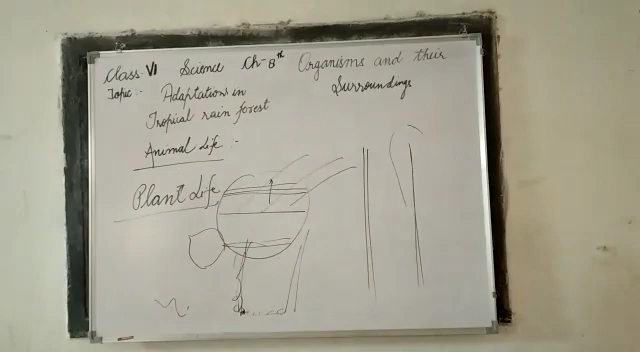 Class VI Science Ch-8th Organisms and their
Surroundings
Topic:- Adaptations in
Tropical rain forest
Animal Life :-
Plant Life